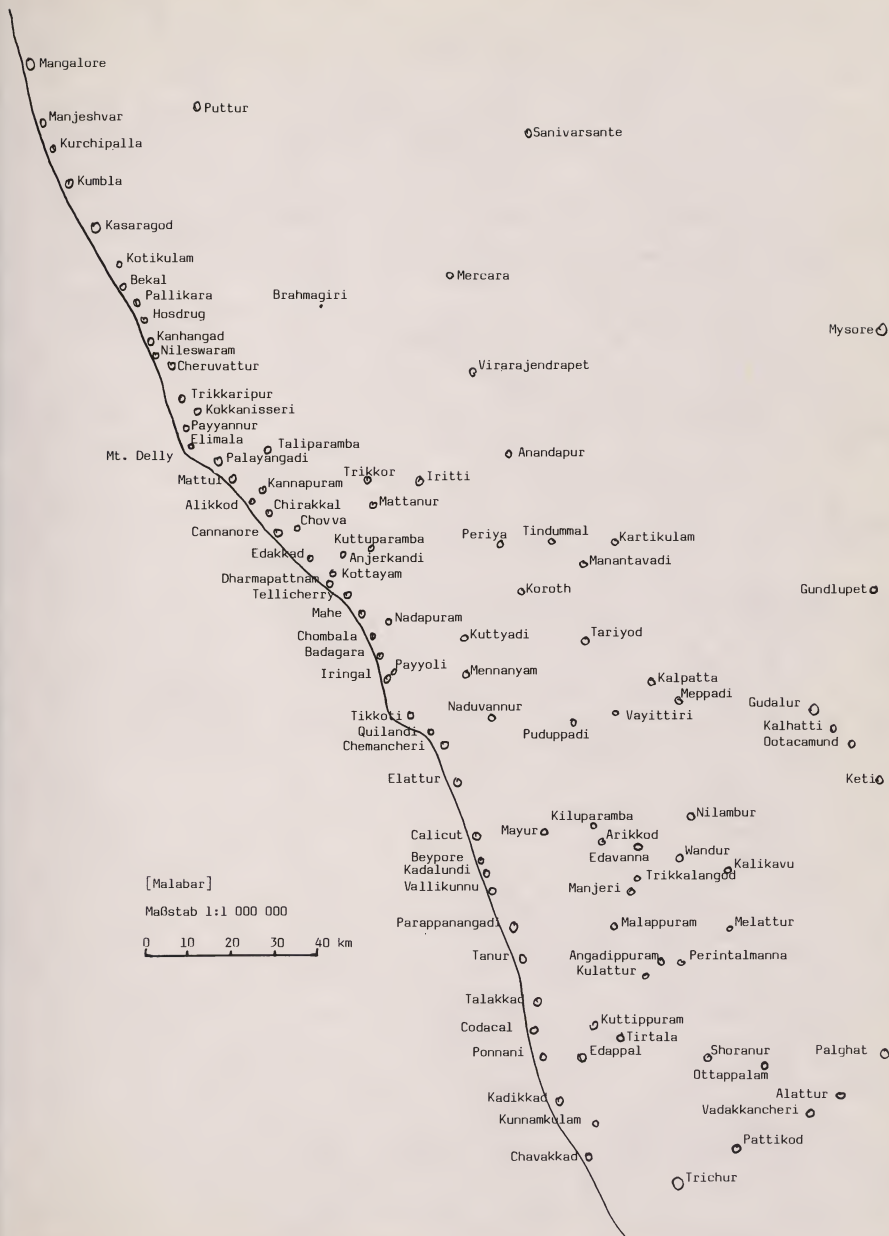 Mangalore
Puttur
Manjeshvar
Sanivarsante
Kurchipalla
Kumbla
Kasaragod
Kotikulam
Mercara
Bekal
Pallikara
Brahmagiri
Hosdrug
Mysore
Kanhangad
Nileswaram
Cheruvattur
Virarajendrapet
Trikkaripur
Kokkanisseri
Payyannur
Elimala
Taliparamba
Anandapur
Mt. Delly
Palayangadi
Trikkor
Iritti
Mattul
Kannapuram
Alikkod
Chirakkal
Mattanur
Chovva
Cannanore
Kuttuparamba
Periya
Tindummal
Kartikulam
Edakkad
Anjerkandi
Manantavadi
Kottayam
Dharmapattnam
Tellicherry
Koroth
Gundlupet
Mahe
Nadapuram
Chombala
Kuttyadi
Tariyod
Badagara
Payyoli
Iringal
Mennanyam
Kalpatta
Meppadi
Gudalur
Naduvannur
Tikkoti
Vayittiri
Kalhatti
Quilandi
Puduppadi
Chemancheri
Ootacamund
Elattur
Keti
Kiluparamba
Nilambur
Calicut
Mayur
Arikkod
Beypore
Edavanna
Wandur
Kadalundi
Kalikavu
[Malabar]
Vallikunnu
Manjeri
Trikkalangod
Maßstab 1:1 000 000
Parappanangadi
Malappuram
Melattur
0 10 20 30 40 km
Tanur
Angadippuram
Perintalmanna
Kulattur
Talakkad
Kuttippuram
Codacal
Tirtala
Ponnani
Edappal
Shoranur
Palghat
Ottappalam
Kadikkad
Alattur
Vadakkancheri
Kunnamkulam
Pattikod
Chavakkad
Trichur